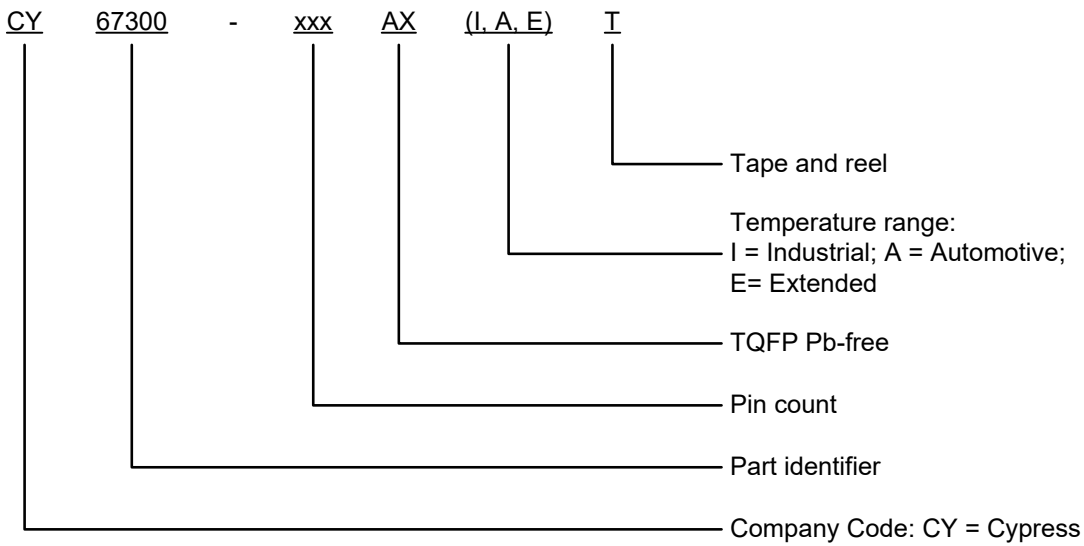 CY 67300 - xxx AX (I, A, E) T
Tape and reel
Temperature range:
I = Industrial; A = Automotive;
E= Extended
TQFP Pb-free
Pin count
Part identifier
Company Code: CY = Cypress